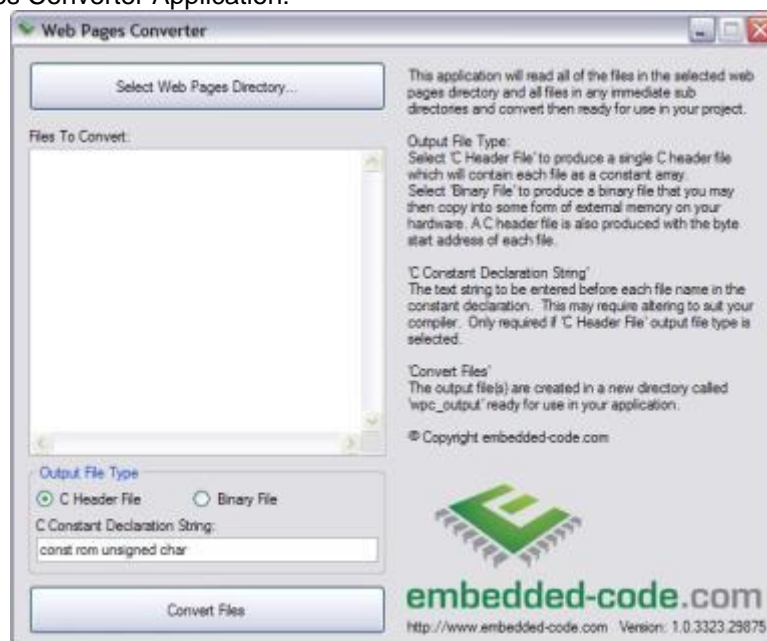 es Converter Application.
Web Pages Converter
Select Web Pages Directory...
Files To Convert:
Output File Type
C Header File
Binary File
C Constant Declaration String:
const rom unsigned char
Convert Files
This application will read all of the files in the selected web
pages directory and all files in any immediate sub
directories and convert then ready for use in your project.
Output File Type:
Select 'C Header File' to produce a single C header file
which will contain each file as a constant array.
Select 'Binary File' to produce a binary file that you may
then copy into some form of external memory on your
hardware. A C header file is also produced with the byte
start address of each file.
'C Constant Declaration String'
The text string to be entered before each file name in the
constant declaration. This may require altering to suit your
compiler. Only required if 'C Header File' output file type is
selected.
'Convert Files'
The output file(s) are created in a new directory called
'wpc_output' ready for use in your application.
© Copyright embedded-code.com
embedded-code.com
http://www.embedded-code.com Version: 1.0.3323.29875